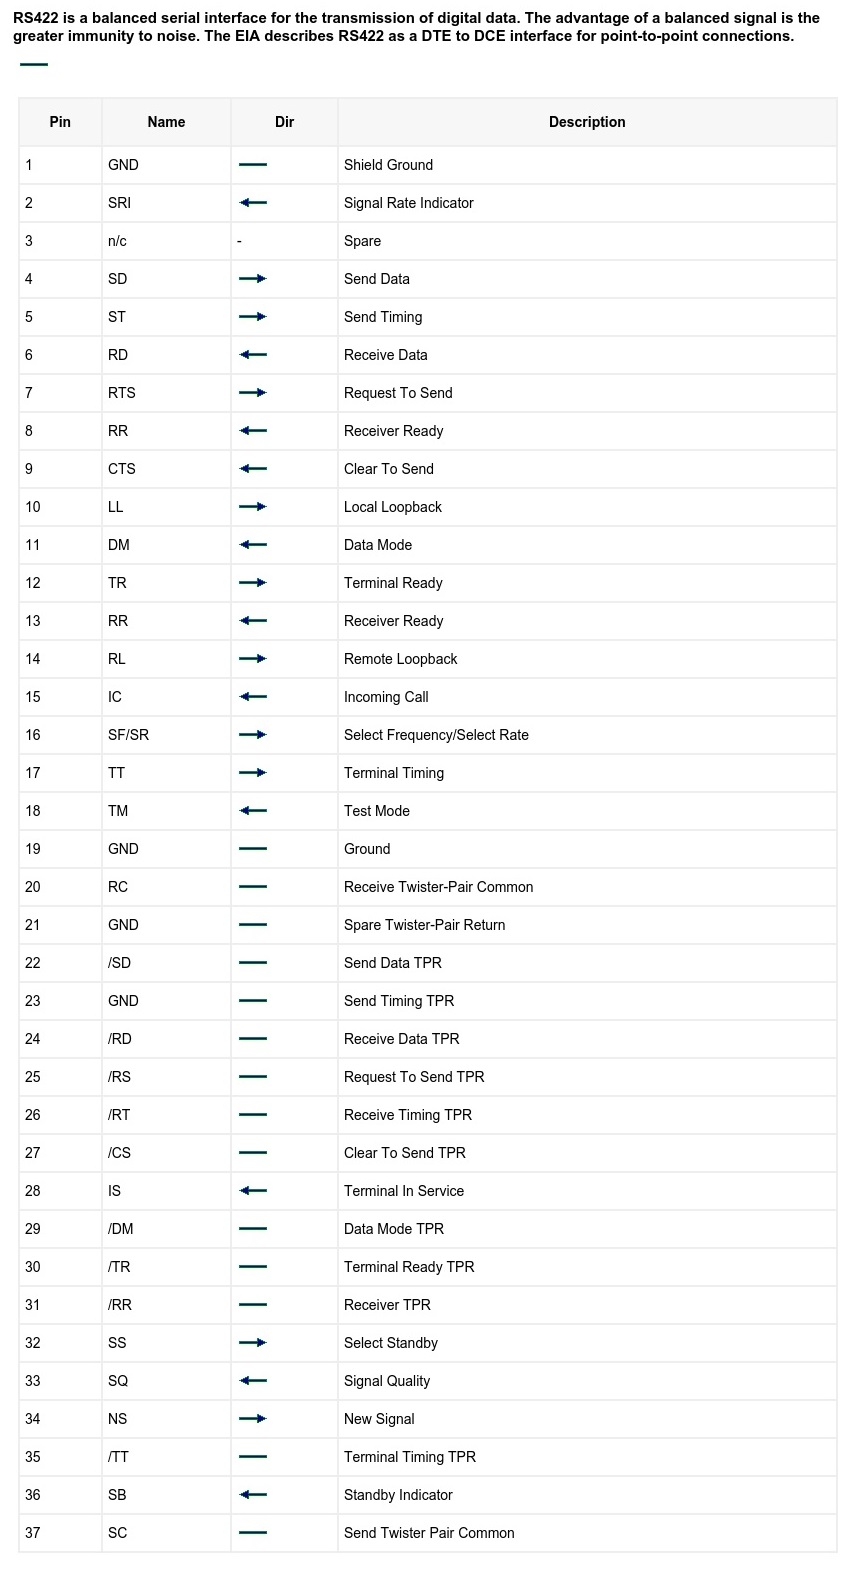 RS422 is a balanced serial interface for the transmission of digital data. The advantage of a balanced signal is the
greater immunity to noise. The EIA describes RS422 as a DTE to DCE interface for point-to-point connections.
Pin Name Dir Description
1 GND Shield Ground
2 SRI Signal Rate Indicator
3 n/c - Spare
4 SD Send Data
5 ST Send Timing
6 RD Receive Data
7 RTS Request To Send
8 RR Receiver Ready
9 CTS Clear To Send
10 LL Local Loopback
11 DM Data Mode
12 TR Terminal Ready
13 RR Receiver Ready
14 RL Remote Loopback
15 IC Incoming Call
16 SF/SR Select Frequency/Select Rate
17 TT Terminal Timing
18 TM Test Mode
19 GND Ground
20 RC Receive Twister-Pair Common
21 GND Spare Twister-Pair Return
22 /SD Send Data TPR
23 GND Send Timing TPR
24 /RD Receive Data TPR
25 /RS Request To Send TPR
26 /RT Receive Timing TPR
27 /CS Clear To Send TPR
28 IS Terminal In Service
29 /DM Data Mode TPR
30 /TR Terminal Ready TPR
31 /RR Receiver TPR
32 SS Select Standby
33 SQ Signal Quality
34 NS New Signal
35 /TT Terminal Timing TPR
36 SB Standby Indicator
37 SC Send Twister Pair Common